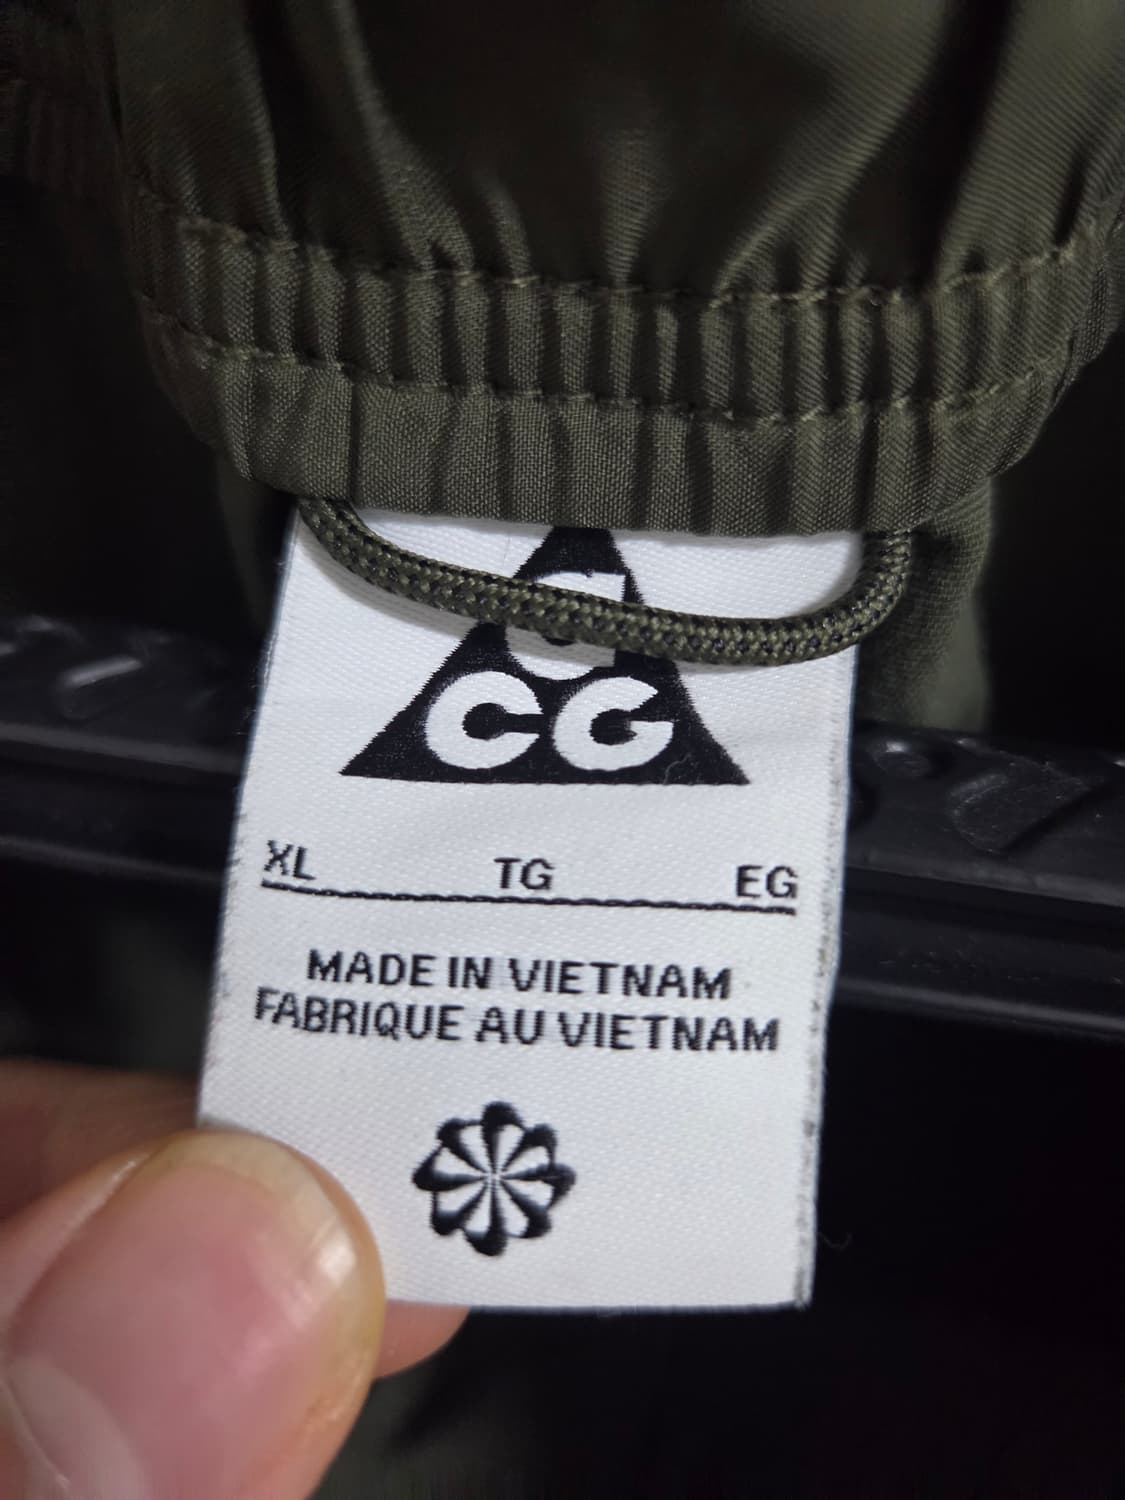 CG
XL TG EG
MADE IN VIETNAM
FABRIQUE AU VIETNAM